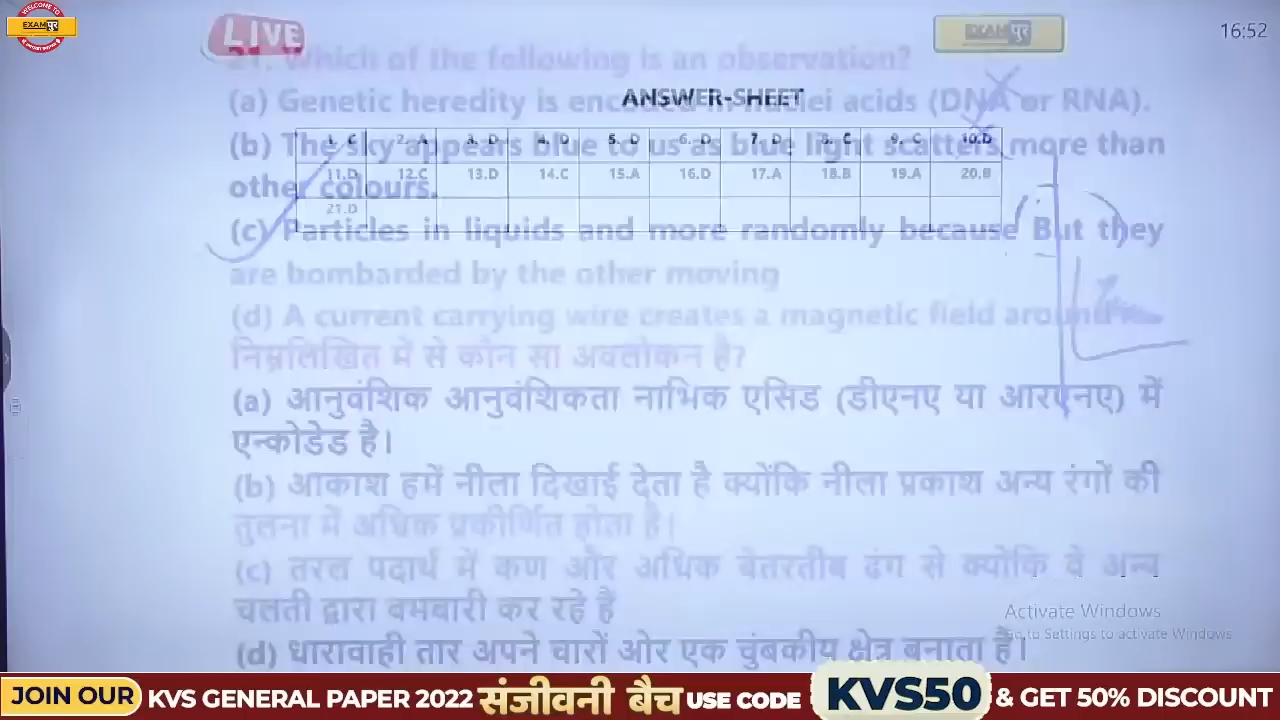 WELCOME TO
EXAMपुर
LIVE
EXAMपुर
16:52
21. Which of the following is an observation?
ANSWER-SHEET
(a) Genetic heredity is encoded in nuclei acids (DNA or RNA).
1. C 2. A 3. D 4. D 5. D 6. D 7. D 8. C 9. C 10.D
(b) The sky appears blue to us as blue light scatters more than
11.D 12.C 13.D 14.C 15.A 16.D 17.A 18.B 19.A 20.B
other colours.
21.D
(c) Particles in liquids and more randomly because But they
are bombarded by the other moving
(d) A current carrying wire creates a magnetic field around
निम्नलिखित में से कौन सा अवलोकन है?
(a) आनुवंशिक आनुवंशिकता नाभिक एसिड (डीएनए या आरएनए) में
एन्कोडेड है।
(b) आकाश हमें नीला दिखाई देता है क्योंकि नीला प्रकाश अन्य रंगों की
तुलना में अधिक प्रकीर्णित होता है।
(c) तरल पदार्थ में कण और अधिक बेतरतीब ढंग से क्योंकि वे अन्य
चलती द्वारा बमबारी कर रहे है
Activate Windows
Go to Settings to activate Windows
(d) धारावाही तार अपने चारों ओर एक चुंबकीय क्षेत्र बनाता है।
JOIN OUR KVS GENERAL PAPER 2022 संजीवनी बैच USE CODE KVS50 & GET 50% DISCOUNT